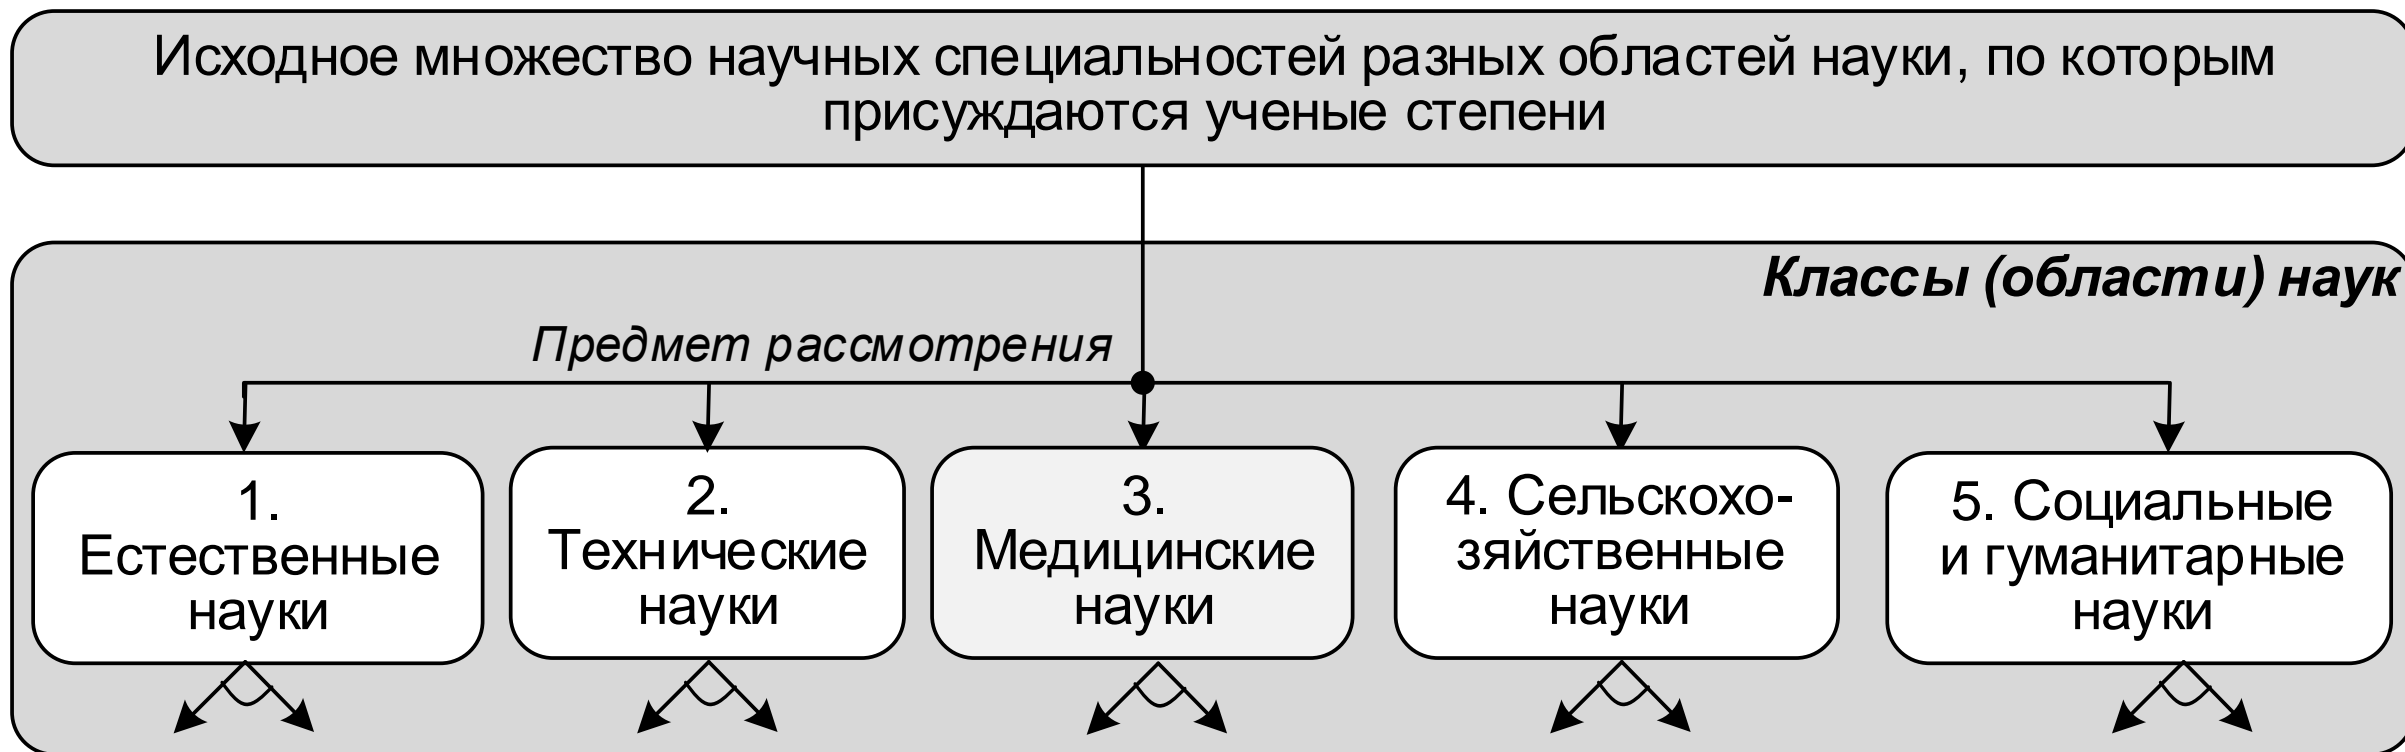 Исходное множество научных специальностей разных областей науки, по которым
присуждаются ученые степени
Классы (области) наук
Предмет рассмотрения
1.
Естественные
науки
2.
Технические
науки
3.
Медицинские
науки
4. Сельскохо-
зяйственные
науки
5. Социальные
и гуманитарные
науки